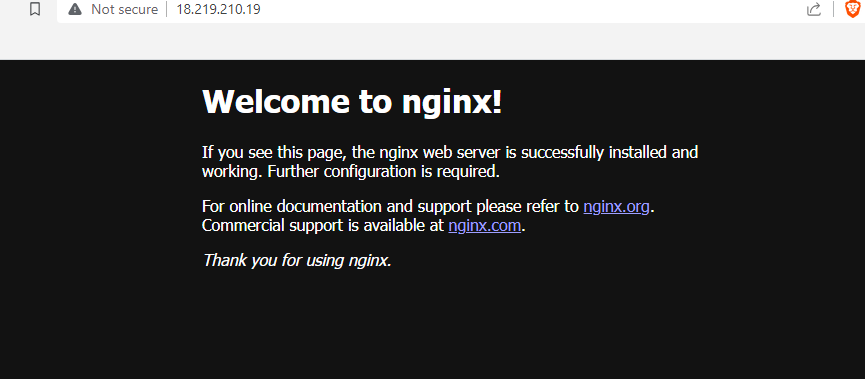 Not secure 18.219.210.19
Welcome to nginx!
If you see this page, the nginx web server is successfully installed and
working. Further configuration is required.
For online documentation and support please refer to nginx.org.
Commercial support is available at nginx.com.
Thank you for using nginx.